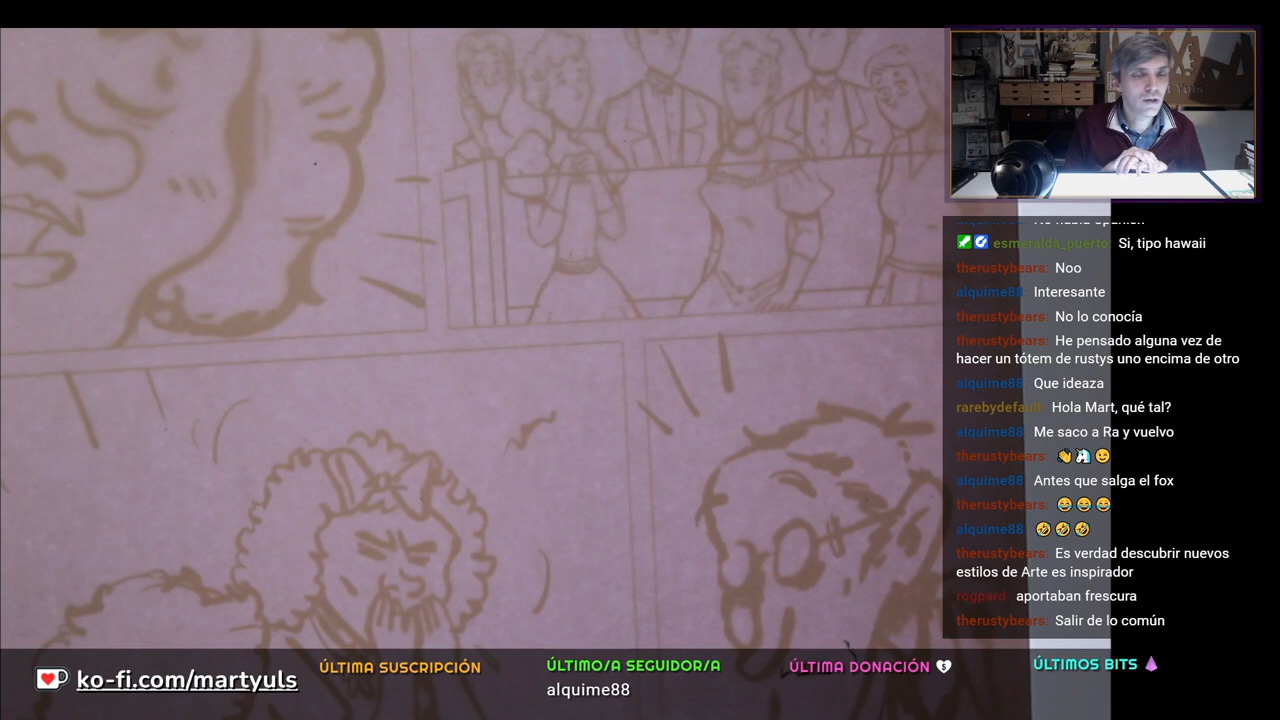 esmeralda_puerto: Si, tipo hawaii
therustybears: Noo
alquime88: Interesante
therustybears: No lo conocía
therustybears: He pensado alguna vez de
hacer un tótem de rustys uno encima de otro
alquime88: Que ideaza
rarebydefault: Hola Mart, qué tal?
alquime88: Me saco a Ra y vuelvo
therustybears: 👋🦄😉
alquime88: Antes que salga el fox
therustybears: 😂😂😂
alquime88: 🤣🤣🤣
therustybears: Es verdad descubrir nuevos
estilos de Arte es inspirador
rogpard aportaban frescura
therustybears: Salir de lo común
ko-fi.com/martyuls
ÚLTIMA SUSCRIPCIÓN
ÚLTIMO/A SEGUIDOR/A
alquime88
ÚLTIMA DONACIÓN
ÚLTIMOS BITS